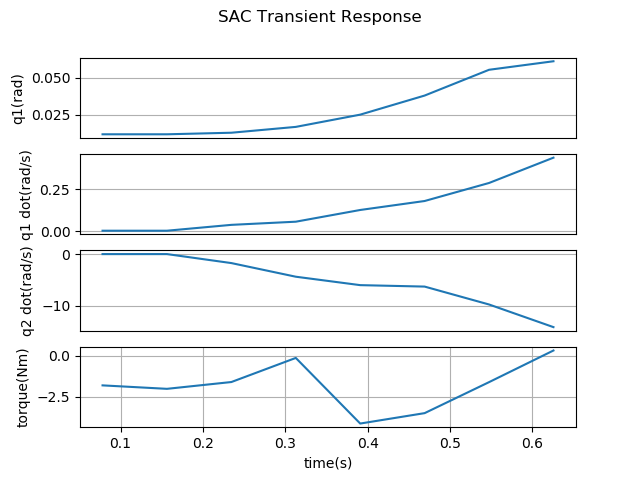 SAC Transient Response
q1(rad)
0.050
0.025
q1 dot(rad/s)
0.25
0.00
q2 dot(rad/s)
0
−10
torque(Nm)
0.0
−2.5
0.1 0.2 0.3 0.4 0.5 0.6
time(s)